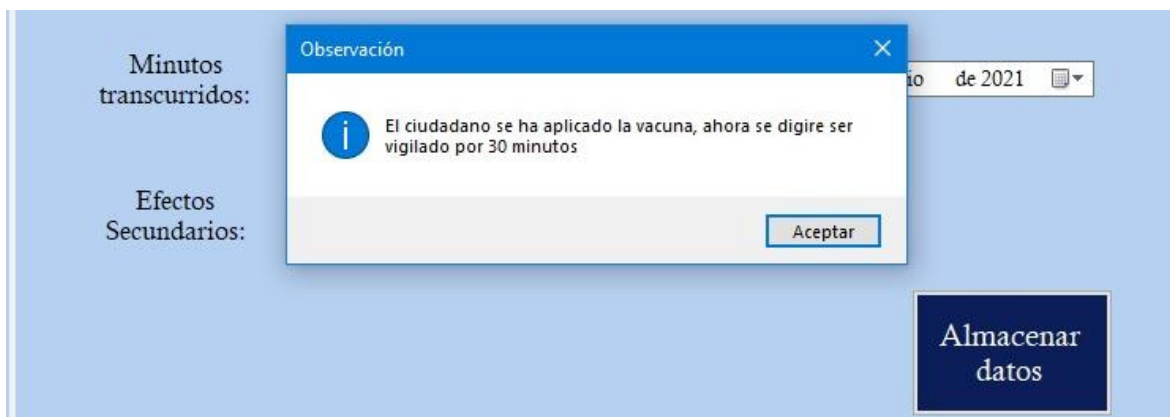 Observación
Minutos
transcurridos:
io de 2021
El ciudadano se ha aplicado la vacuna, ahora se digire ser
vigilado por 30 minutos
Efectos
Secundarios:
Aceptar
Almacenar
datos